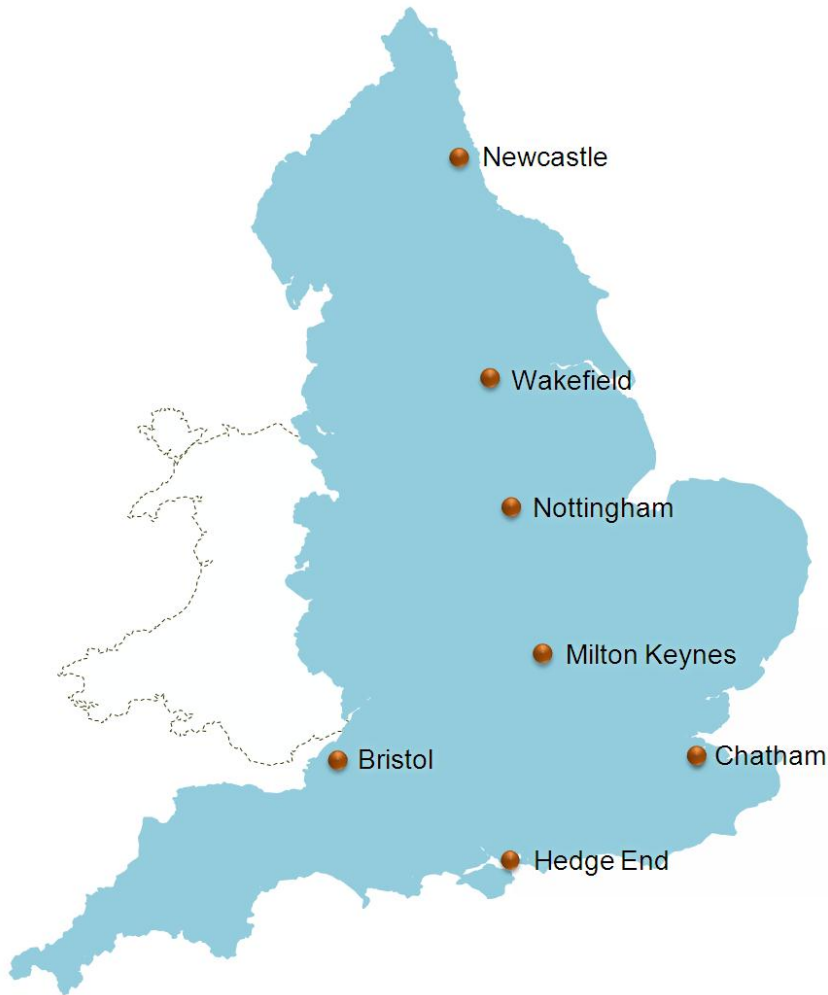 Newcastle
Wakefield
Nottingham
Milton Keynes
Bristol
Chatham
Hedge End